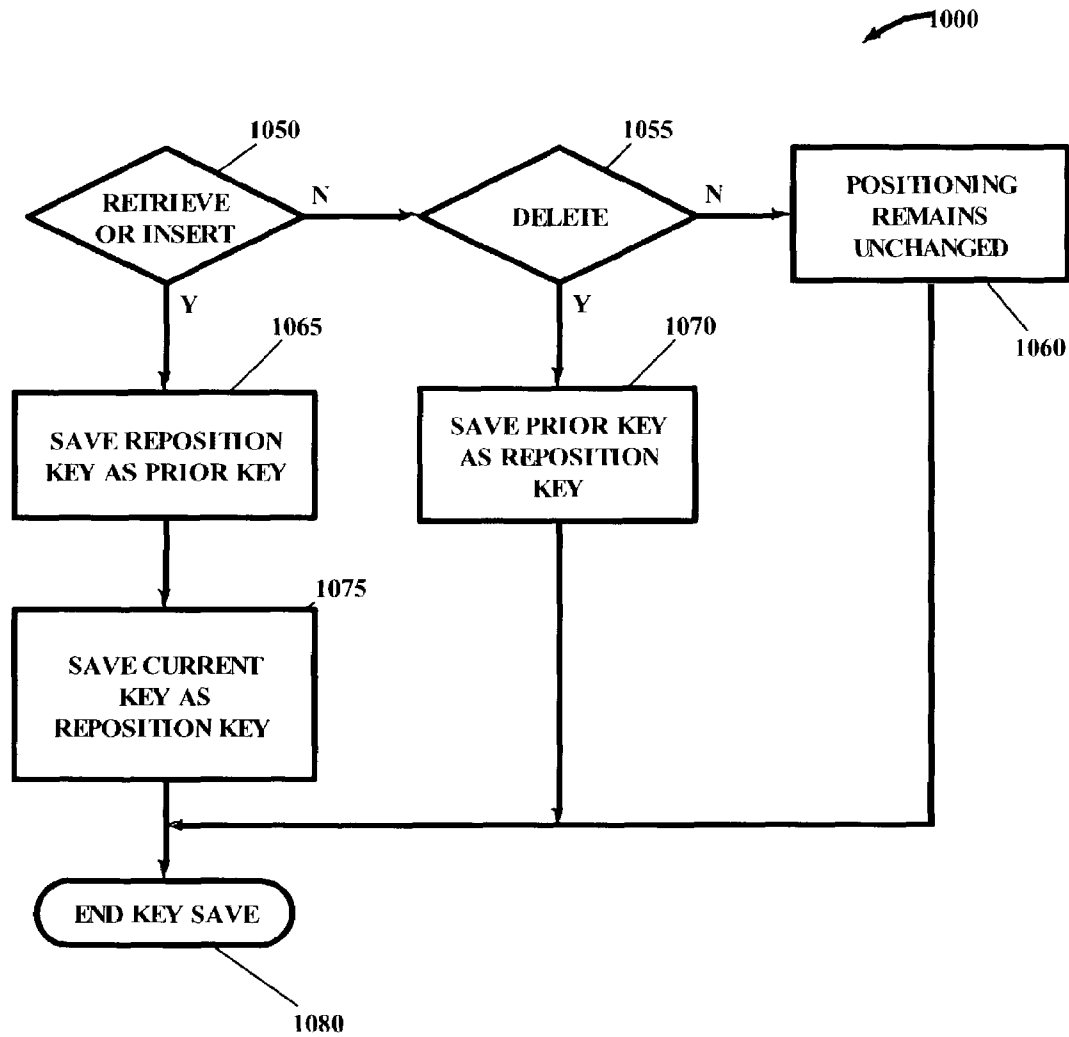 1000
1050
RETRIEVE
OR INSERT
N
Y
1055
DELETE
N
Y
POSITIONING
REMAINS
UNCHANGED
1060
1065
SAVE REPOSITION
KEY AS PRIOR KEY
1070
SAVE PRIOR KEY
AS REPOSITION
KEY
1075
SAVE CURRENT
KEY AS
REPOSITION KEY
END KEY SAVE
1080